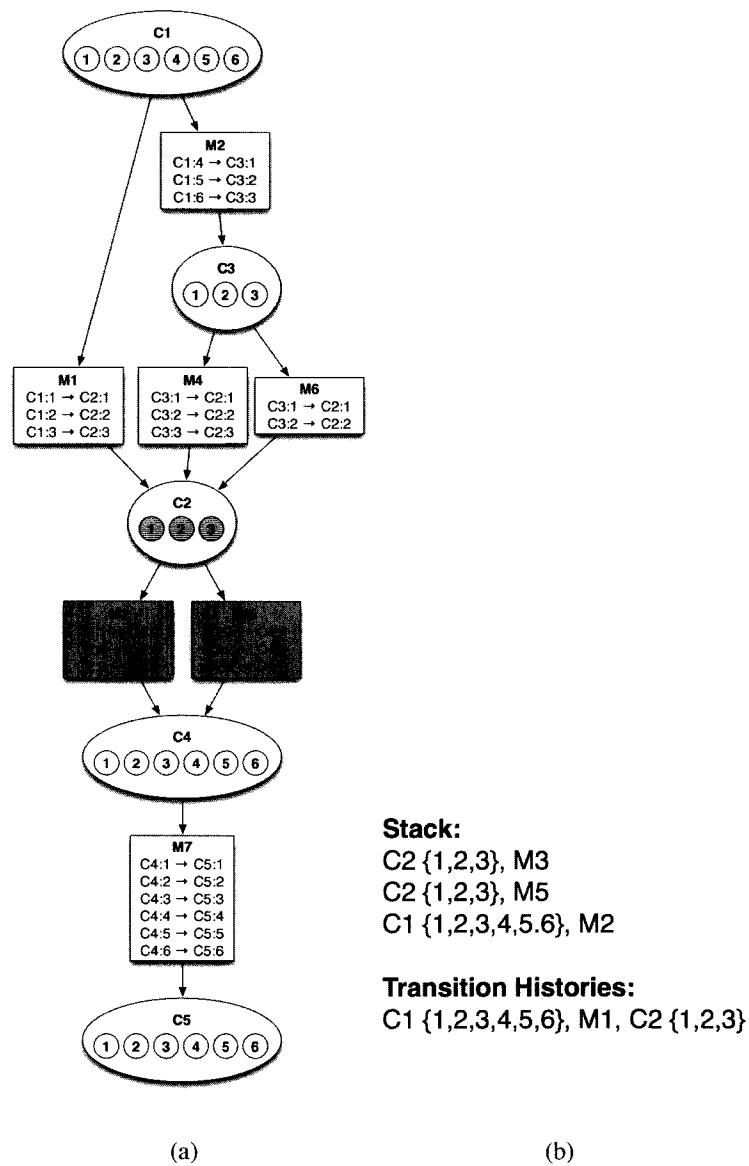 C1
1 2 3 4 5 6
M2
C1:4 → C3:1
C1:5 → C3:2
C1:6 → C3:3
C3
1 2 3
M1
C1:1 → C2:1
C1:2 → C2:2
C1:3 → C2:3
M4
C3:1 → C2:1
C3:2 → C2:2
C3:3 → C2:3
M6
C3:1 → C2:1
C3:2 → C2:2
C2
1 2 3
C4
1 2 3 4 5 6
M7
C4:1 → C5:1
C4:2 → C5:2
C4:3 → C5:3
C4:4 → C5:4
C4:5 → C5:5
C4:6 → C5:6
C5
1 2 3 4 5 6
(a)
Stack:
C2 {1,2,3}, M3
C2 {1,2,3}, M5
C1 {1,2,3,4,5.6}, M2
Transition Histories:
C1 {1,2,3,4,5,6}, M1, C2 {1,2,3}
(b)